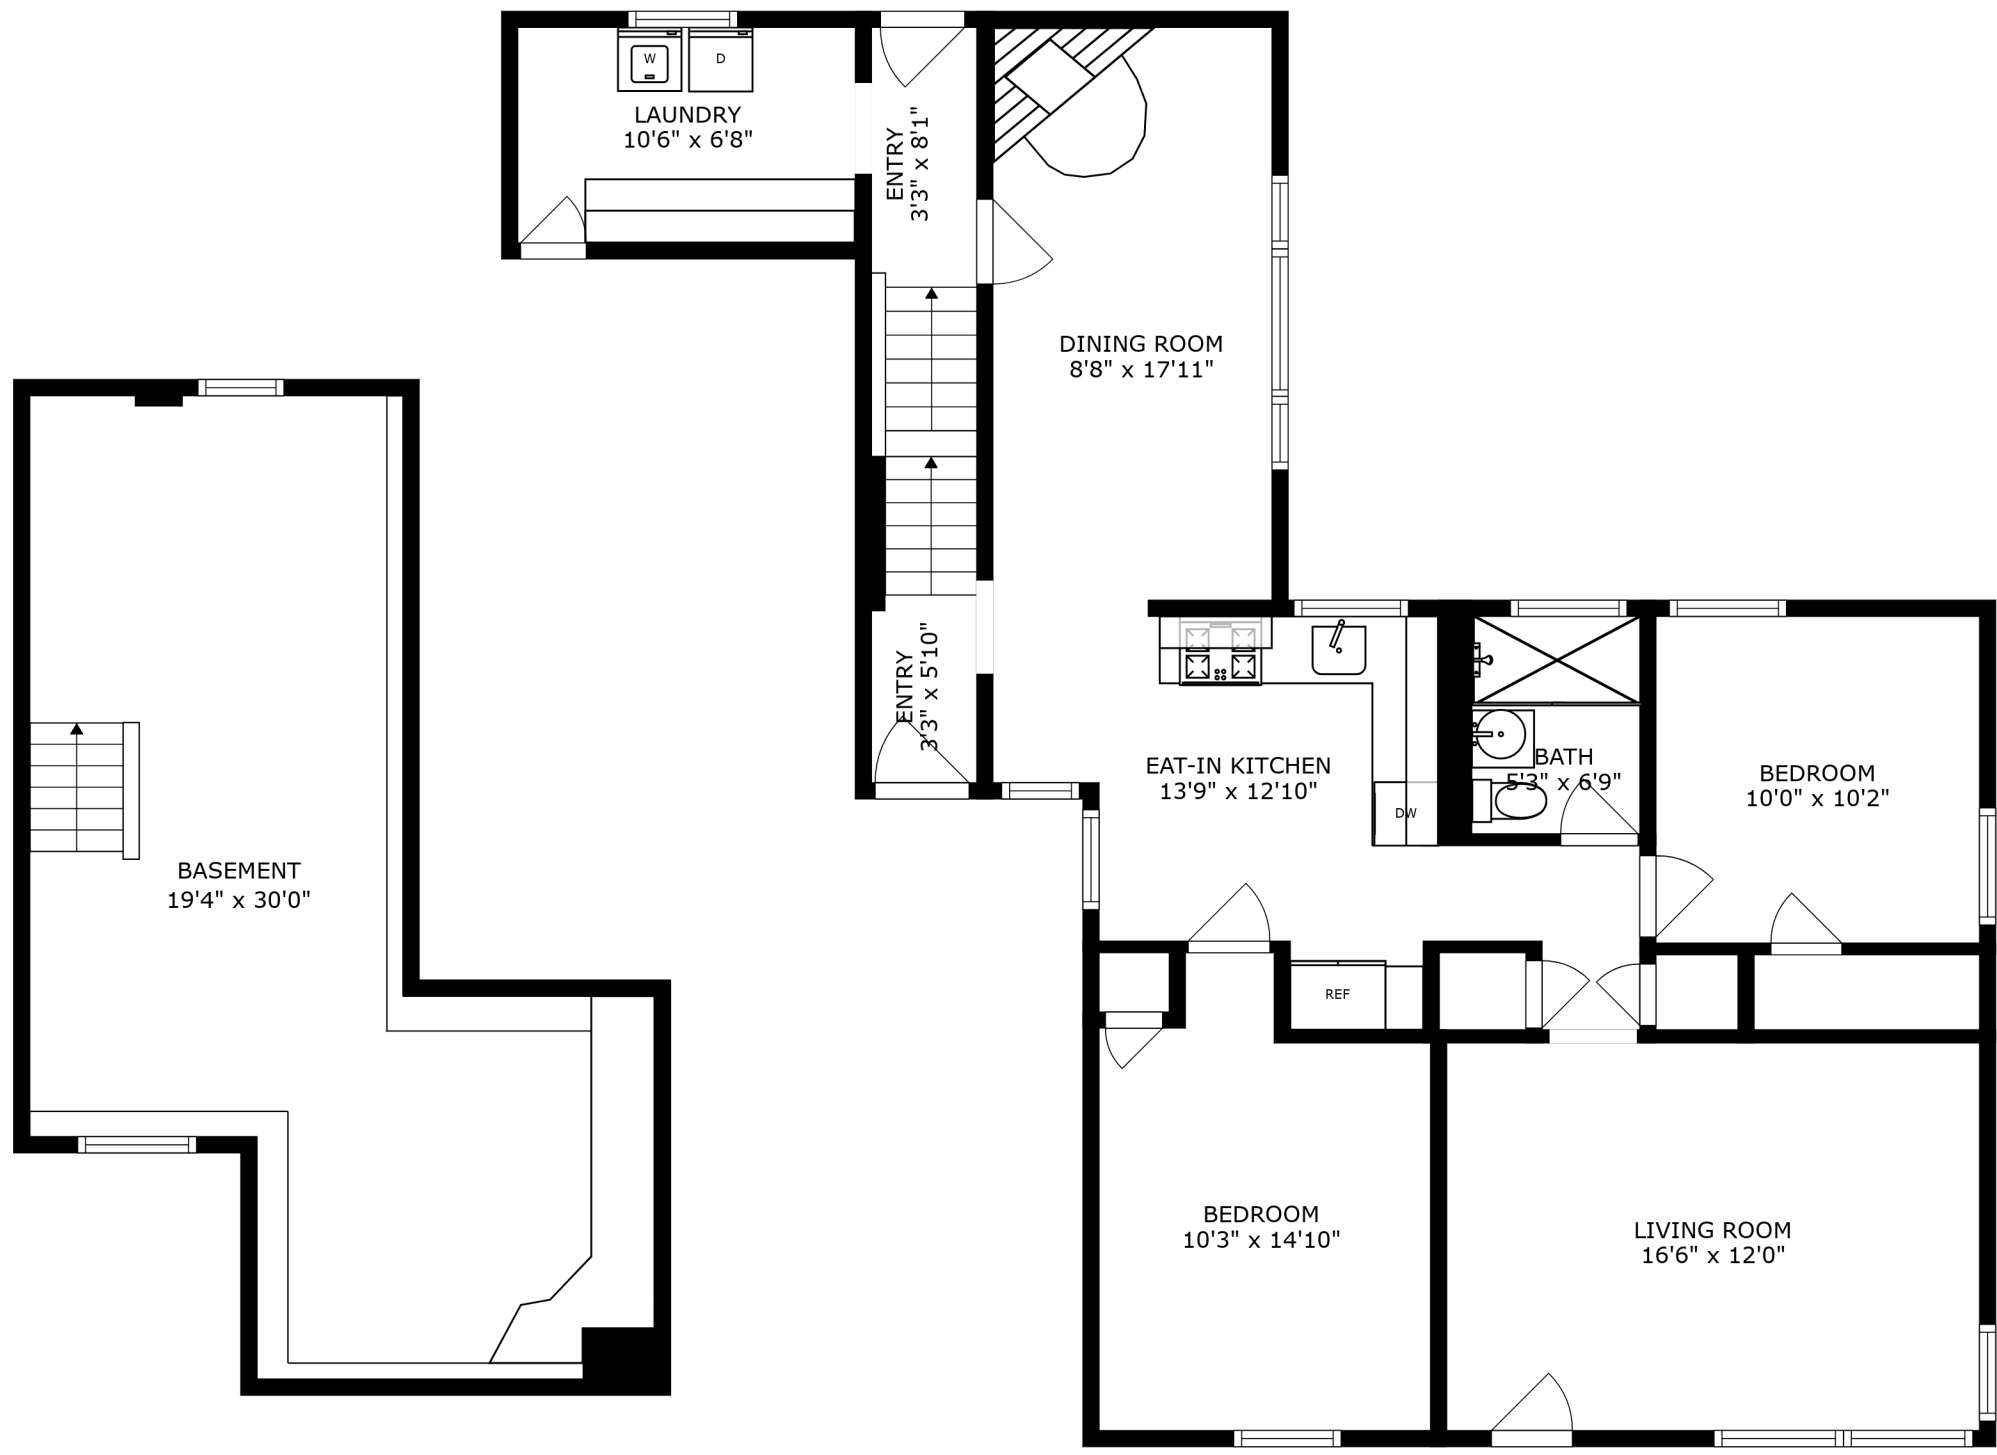 W
D
LAUNDRY
10'6" x 6'8"
ENTRY
3'3" x 8'1"
DINING ROOM
8'8" x 17'11"
ENTRY
3'3" x 5'10"
EAT-IN KITCHEN
13'9" x 12'10"
DW
BATH
5'3" x 6'9"
BEDROOM
10'0" x 10'2"
BASEMENT
19'4" x 30'0"
REF
BEDROOM
10'3" x 14'10"
LIVING ROOM
16'6" x 12'0"